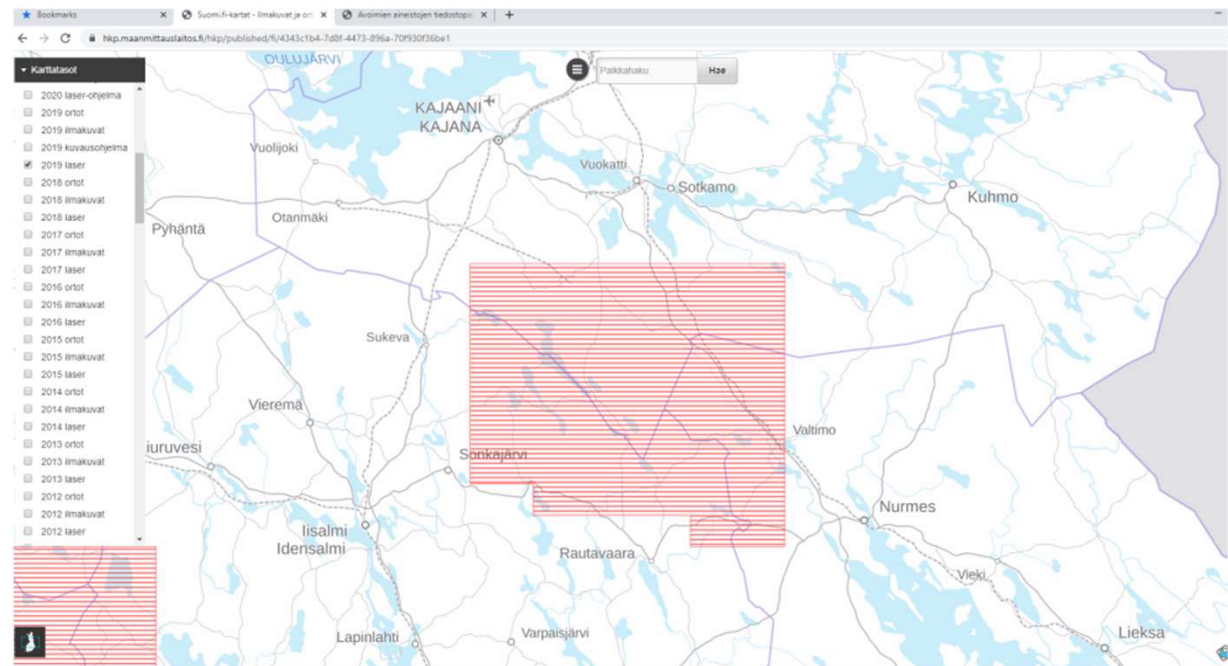 Bookmarks
Suomi.fi-kartat - Ilmakuvat ja ort
Avoimien aineistojen tiedostopal
hkp.maanmittauslaitos.fi/hkp/published/fi/4343c1b4-7d8f-4473-896a-70f930f36be1
Karttatasot
Paikkahaku
Hae
2020 laser-ohjelma
2019 ortot
2019 ilmakuvat
2019 kuvausohjelma
2019 laser
2018 ortot
2018 ilmakuvat
2018 laser
2017 ortot
2017 ilmakuvat
2017 laser
2016 ortot
2016 ilmakuvat
2016 laser
2015 ortot
2015 ilmakuvat
2015 laser
2014 ortot
2014 ilmakuvat
2014 laser
2013 ortot
2013 ilmakuvat
2013 laser
2012 ortot
2012 ilmakuvat
2012 laser
OULUJÄRVI
KAJAANI
KAJANA
Vuolijoki
Vuokatti
Sotkamo
Kuhmo
Otanmäki
Pyhäntä
Sukeva
Vieremä
Valtimo
iuruvesi
Sonkajärvi
Nurmes
Iisalmi
Idensalmi
Rautavaara
Vieki
Lapinlahti
Varpaisjärvi
Lieksa